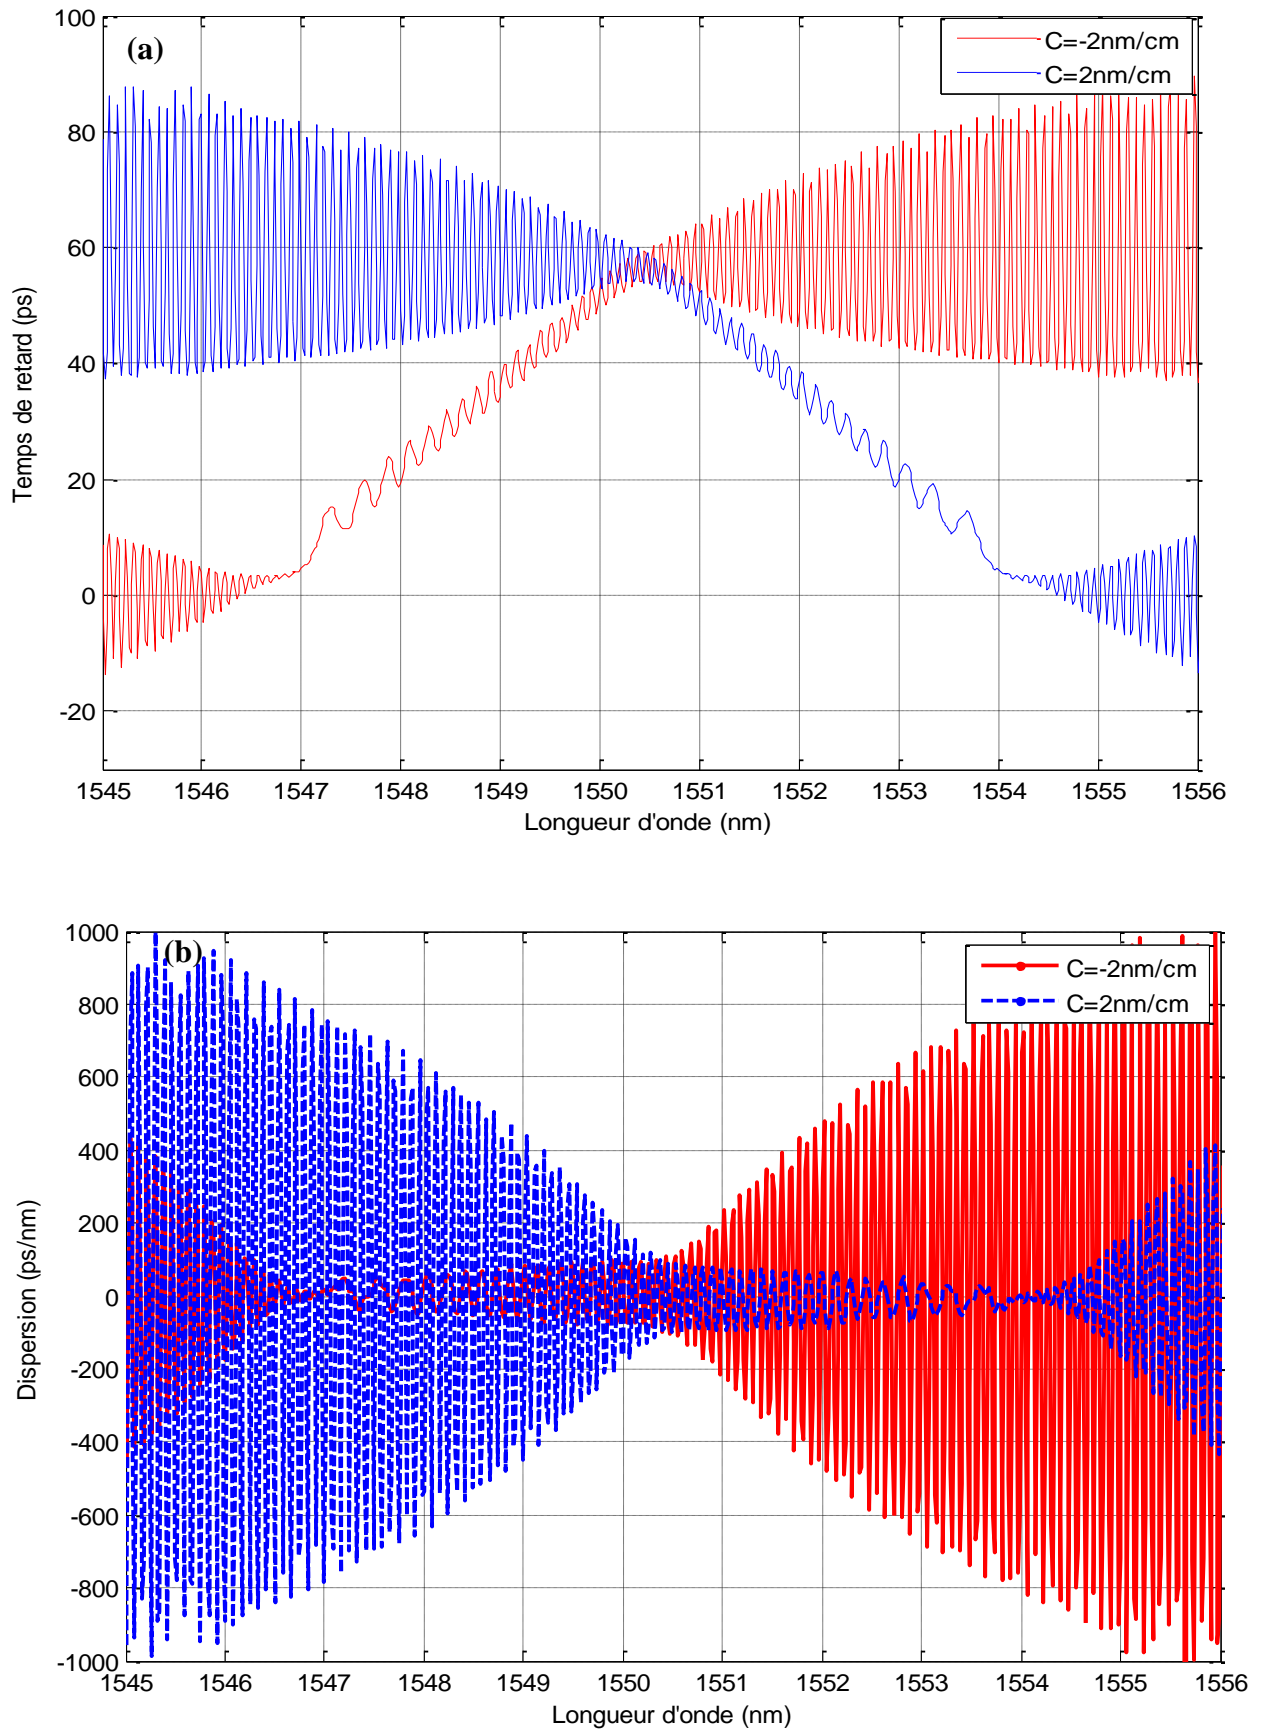 (a)
C=-2nm/cm
C=2nm/cm
Temps de retard (ps)
100
80
60
40
20
0
-20
1545 1546 1547 1548 1549 1550 1551 1552 1553 1554 1555 1556
Longueur d'onde (nm)
(b)
C=-2nm/cm
C=2nm/cm
Dispersion (ps/nm)
1000
800
600
400
200
0
-200
-400
-600
-800
-1000
1545 1546 1547 1548 1549 1550 1551 1552 1553 1554 1555 1556
Longueur d'onde (nm)